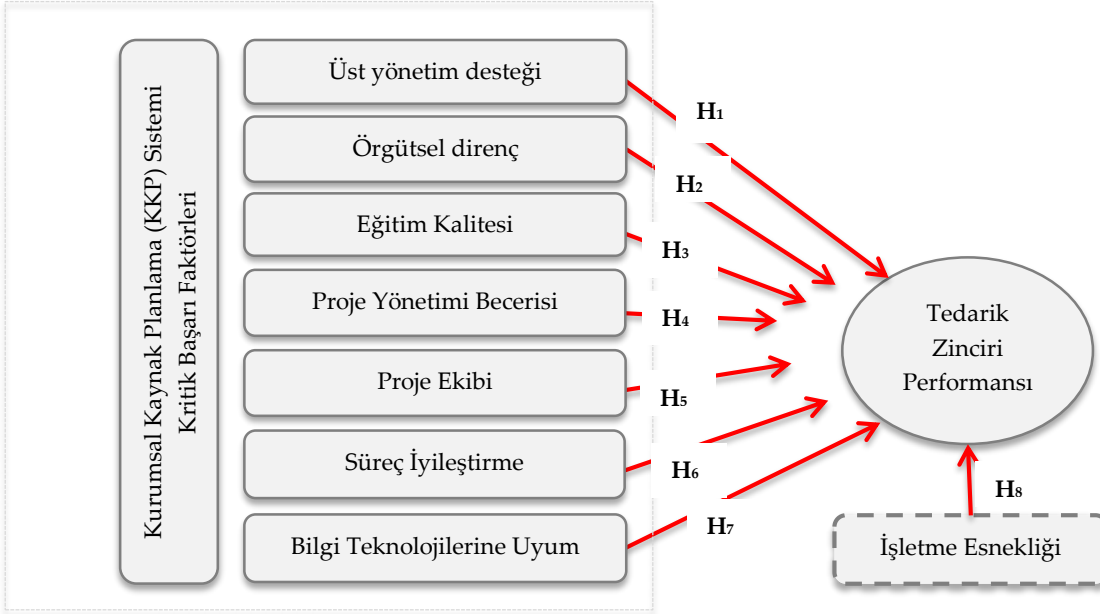 Kurumsal Kaynak Planlama (KKP) Sistemi
Kritik Başarı Faktörleri
Üst yönetim desteği
Örgütsel direnç
Eğitim Kalitesi
Proje Yönetimi Becerisi
Proje Ekibi
Süreç İyileştirme
Bilgi Teknolojilerine Uyum
H1
H2
H3
H4
H5
H6
H7
Tedarik
Zinciri
Performansı
H8
İşletme Esnekliği